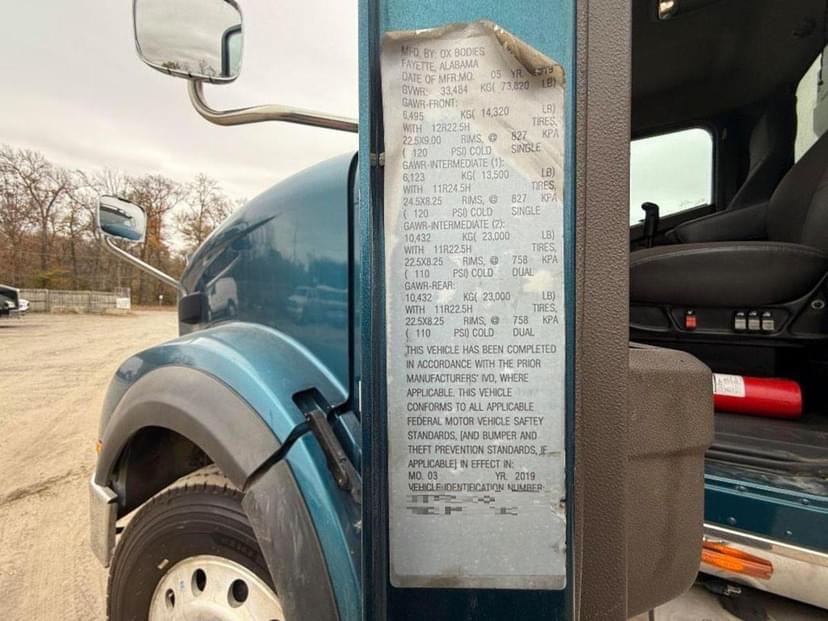 MFD. BY: OX BODIES
FAYETTE, ALABAMA
DATE OF MFR:MO. 05 YR. 2019
GVWR: 33,484 KG( 73,820 LB)
GAWR-FRONT:
6,495 KG( 14,320 LR)
WITH 12R22.5H TIRES,
22.5X9.00 RIMS, @ 827 KPA
( 120 PSI) COLD SINGLE
GAWR-INTERMEDIATE (1):
6,123 KG( 13,500 LB)
WITH 11R24.5H TIRES,
24.5X8.25 RIMS, @ 827 KPA
( 120 PSI) COLD SINGLE
GAWR-INTERMEDIATE (2):
10,432 KG( 23,000 LB)
WITH 11R22.5H TIRES,
22.5X8.25 RIMS, @ 758 KPA
( 110 PSI) COLD DUAL
GAWR-REAR:
10,432 KG( 23,000 LB)
WITH 11R22.5H TIRES,
22.5X8.25 RIMS, @ 758 KPA
( 110 PSI) COLD DUAL
THIS VEHICLE HAS BEEN COMPLETED
IN ACCORDANCE WITH THE PRIOR
MANUFACTURERS' IVD, WHERE
APPLICABLE. THIS VEHICLE
CONFORMS TO ALL APPLICABLE
FEDERAL MOTOR VEHICLE SAFTEY
STANDARDS, [AND BUMPER AND
THEFT PREVENTION STANDARDS, IF
APPLICABLE] IN EFFECT IN:
MO. 03 YR. 2019
VEHICLE IDENTIFICATION NUMBER: